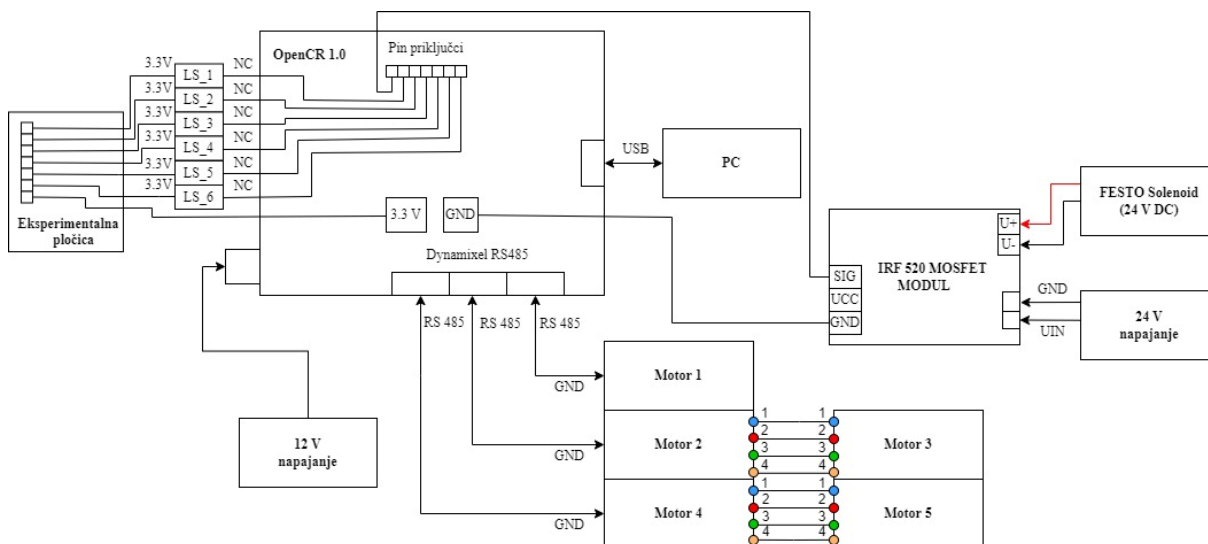 OpenCR 1.0
Pin priključci
3.3V
LS_1
NC
3.3V
LS_2
NC
3.3V
LS_3
NC
3.3V
LS_4
NC
3.3V
LS_5
NC
3.3V
LS_6
NC
Eksperimentalna
pločica
3.3 V
GND
Dynamixel RS485
USB
PC
FESTO Solenoid
(24 V DC)
U+
U-
IRF 520 MOSFET
MODUL
SIG
UCC
GND
GND
UIN
24 V
napajanje
RS 485
RS 485
RS 485
12 V
napajanje
GND
Motor 1
GND
Motor 2
1
1
2
2
3
3
4
4
Motor 3
GND
Motor 4
1
1
2
2
3
3
4
4
Motor 5